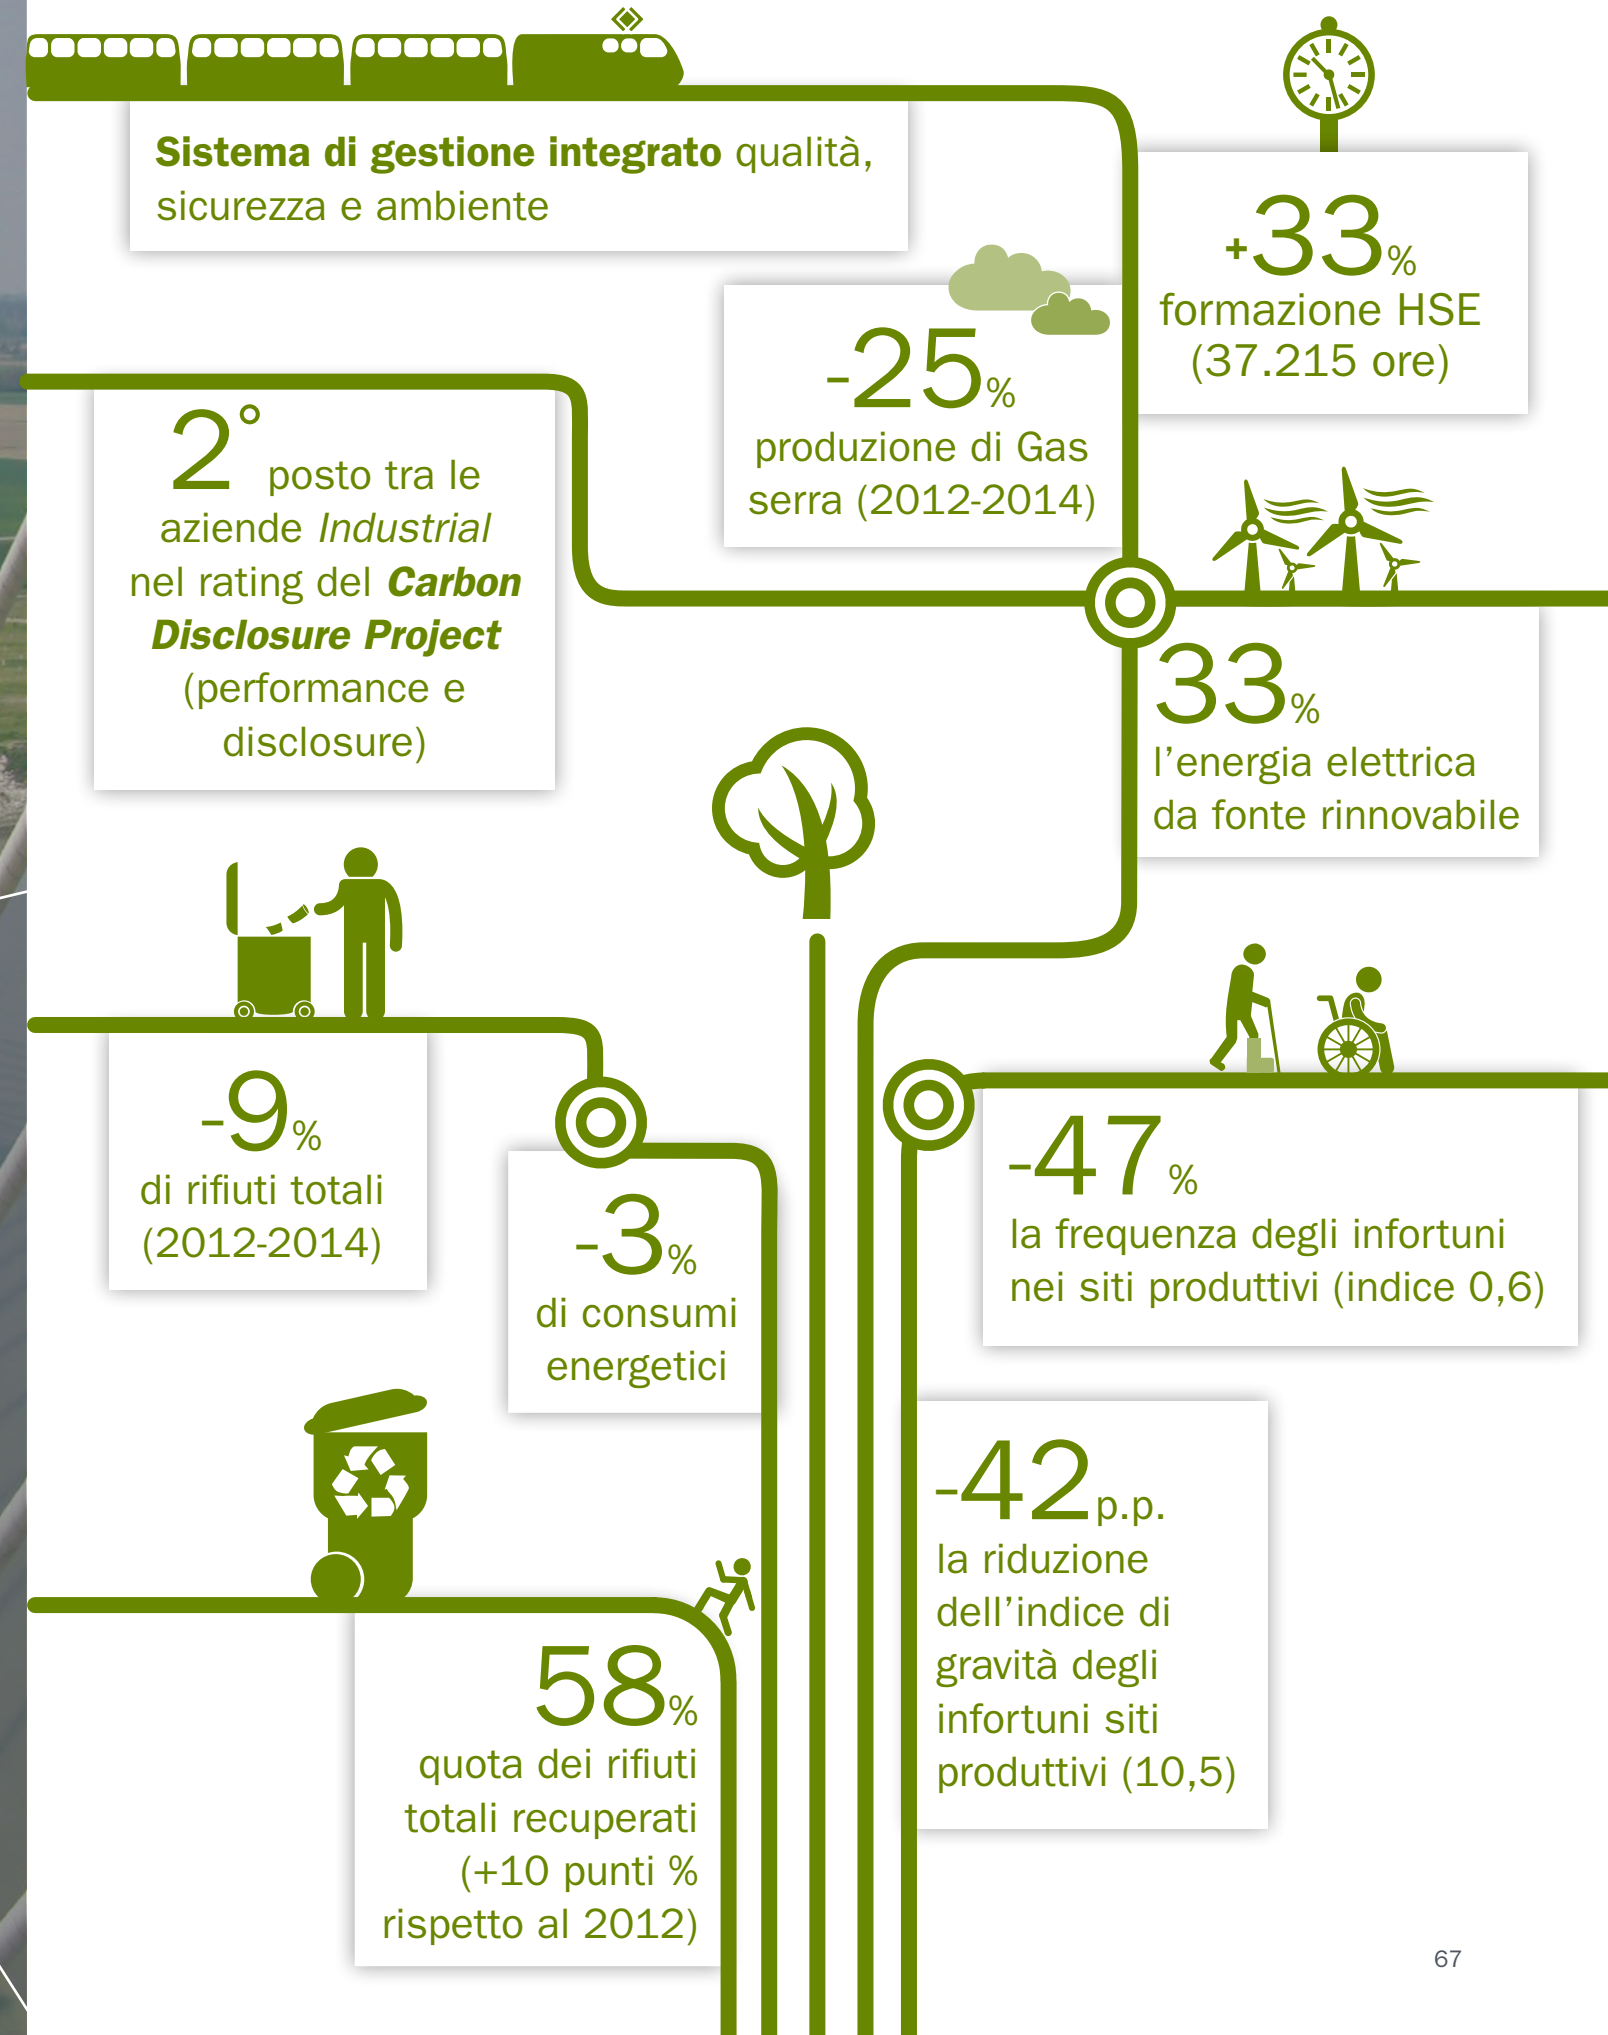 Sistema di gestione integrato qualità,
sicurezza e ambiente
+33%
formazione HSE
(37.215 ore)
-25%
produzione di Gas
serra (2012-2014)
2° posto tra le
aziende Industrial
nel rating del Carbon
Disclosure Project
(performance e
disclosure)
33%
l’energia elettrica
da fonte rinnovabile
-9%
di rifiuti totali
(2012-2014)
-3%
di consumi
energetici
-47%
la frequenza degli infortuni
nei siti produttivi (indice 0,6)
-42 p.p.
la riduzione
dell’indice di
gravità degli
infortuni siti
produttivi (10,5)
58%
quota dei rifiuti
totali recuperati
(+10 punti %
rispetto al 2012)
67